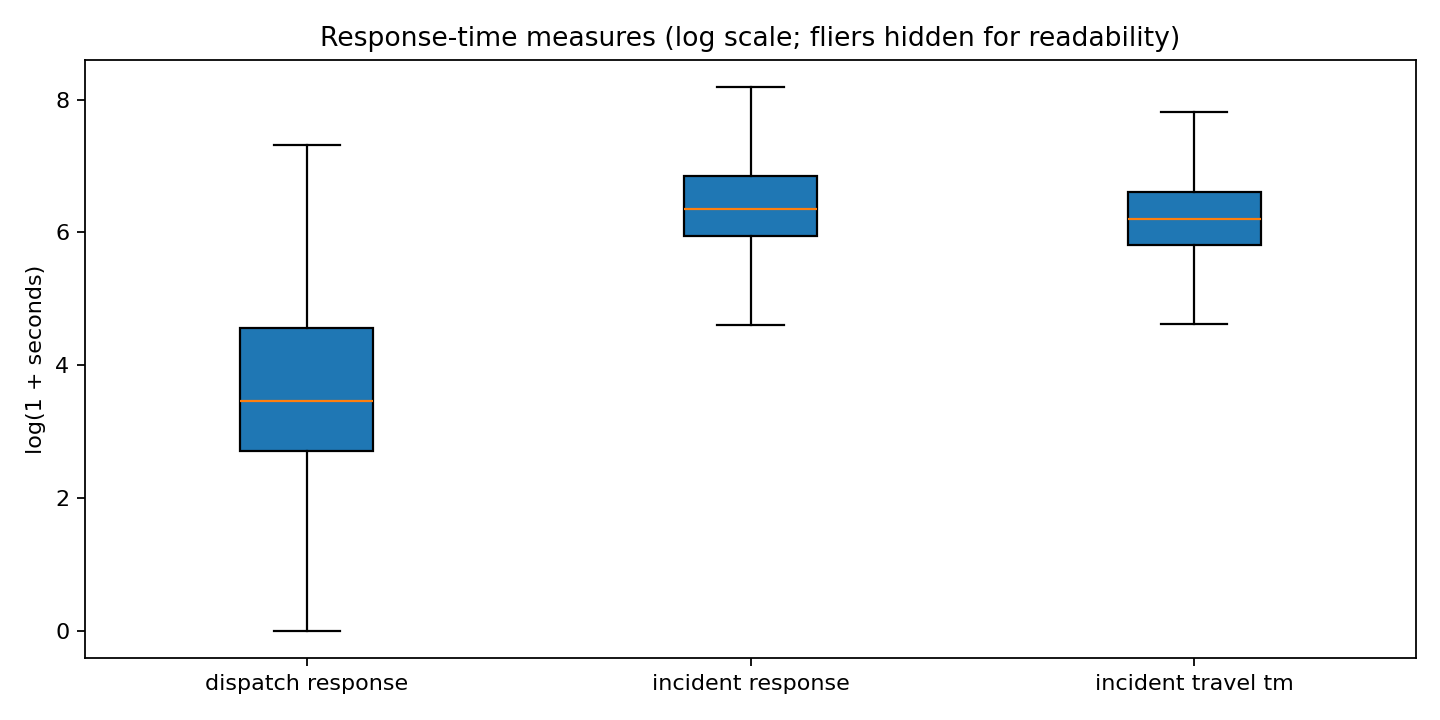 Response-time measures (log scale; fliers hidden for readability)
log(1 + seconds)
8
6
4
2
0
dispatch response
incident response
incident travel tm